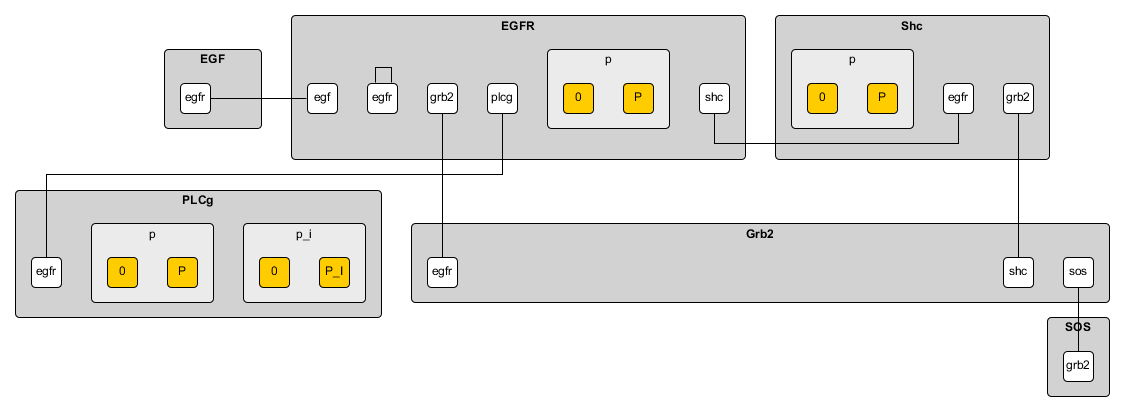 EGFR
Shc
EGF
p
p
egfr
egf
egfr
grb2
plcg
0
P
shc
0
P
egfr
grb2
PLCg
p
p_i
Grb2
egfr
0
P
0
P_I
egfr
shc
sos
SOS
grb2